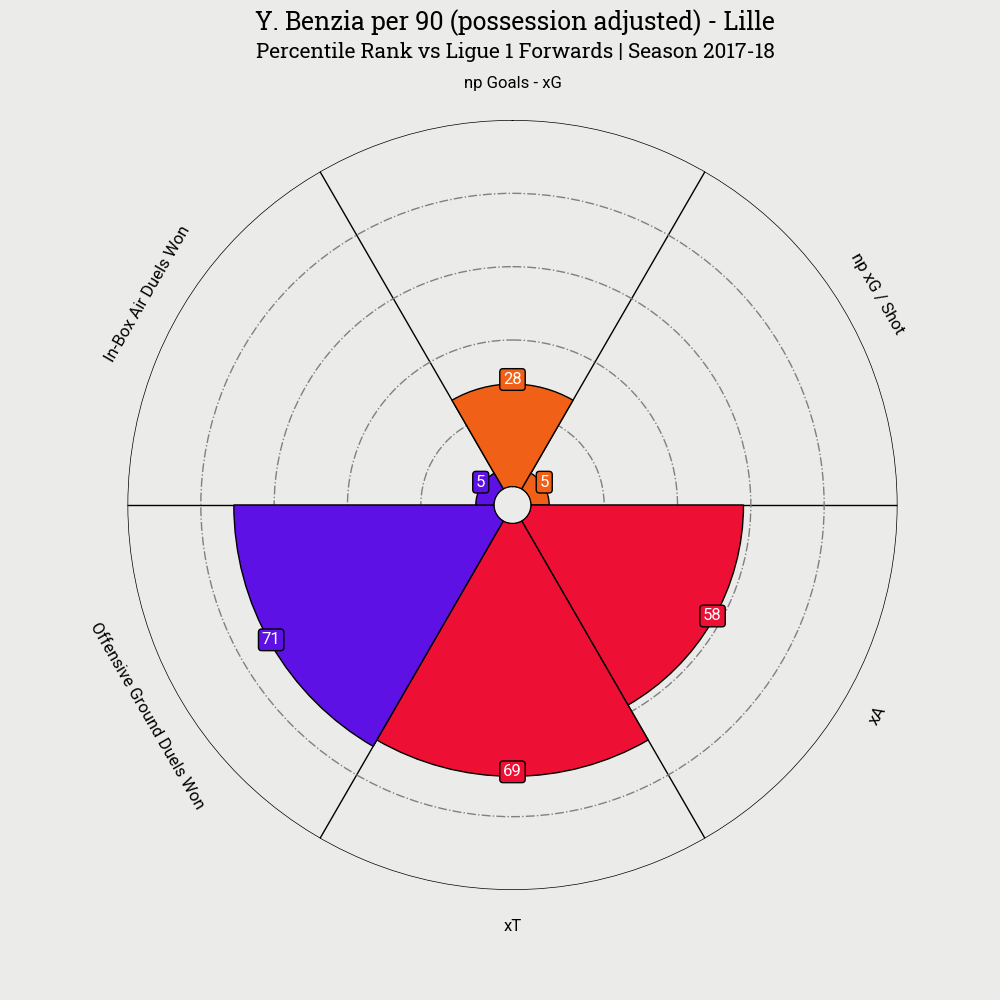 Y. Benzia per 90 (possession adjusted) - Lille
Percentile Rank vs Ligue 1 Forwards | Season 2017-18
np Goals - xG
In-Box Air Duels Won
np xG / Shot
28
5
5
58
71
69
Offensive Ground Duels Won
xA
xT